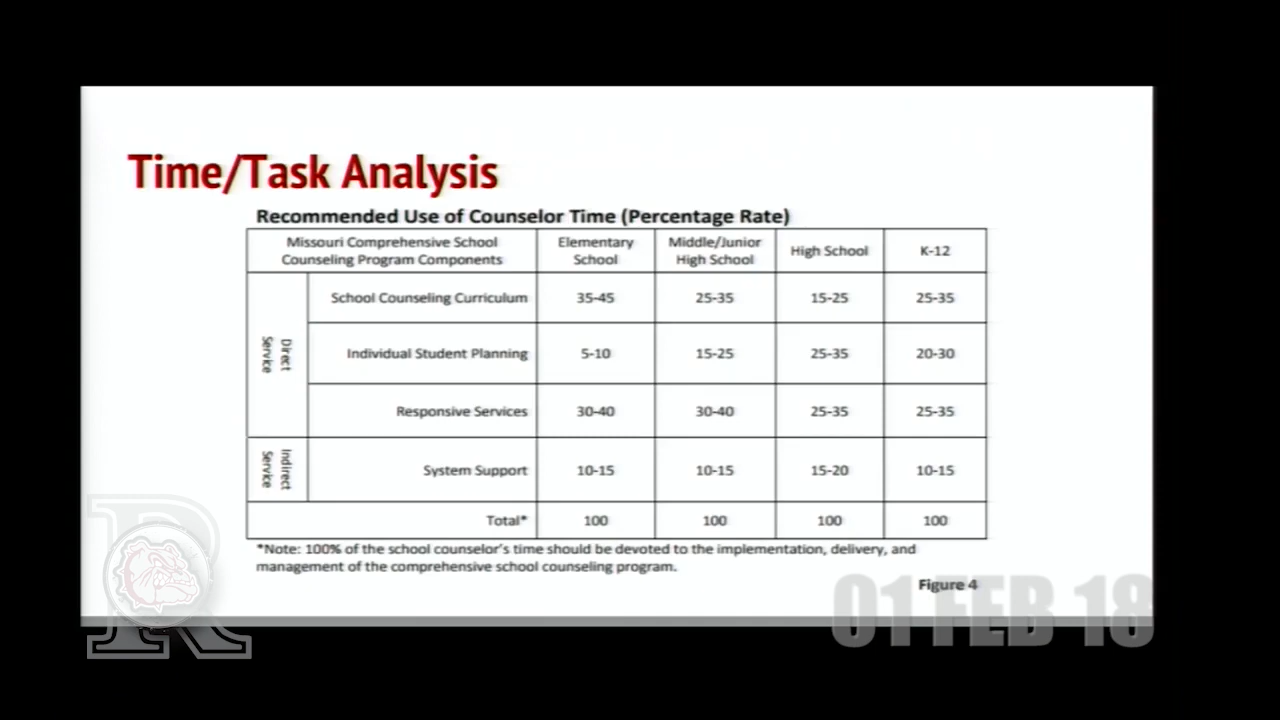 Time/Task Analysis
Recommended Use of Counselor Time (Percentage Rate)
Missouri Comprehensive School Counseling Program Components Elementary School Middle/Junior High School High School K-12
Direct Service
School Counseling Curriculum 35-45 25-35 15-25 25-35
Individual Student Planning 5-10 15-25 25-35 20-30
Responsive Services 30-40 30-40 25-35 25-35
Indirect Service
System Support 10-15 10-15 15-20 10-15
Total* 100 100 100 100
*Note: 100% of the school counselor's time should be devoted to the implementation, delivery, and
management of the comprehensive school counseling program.
Figure 4
R
01 FEB 18